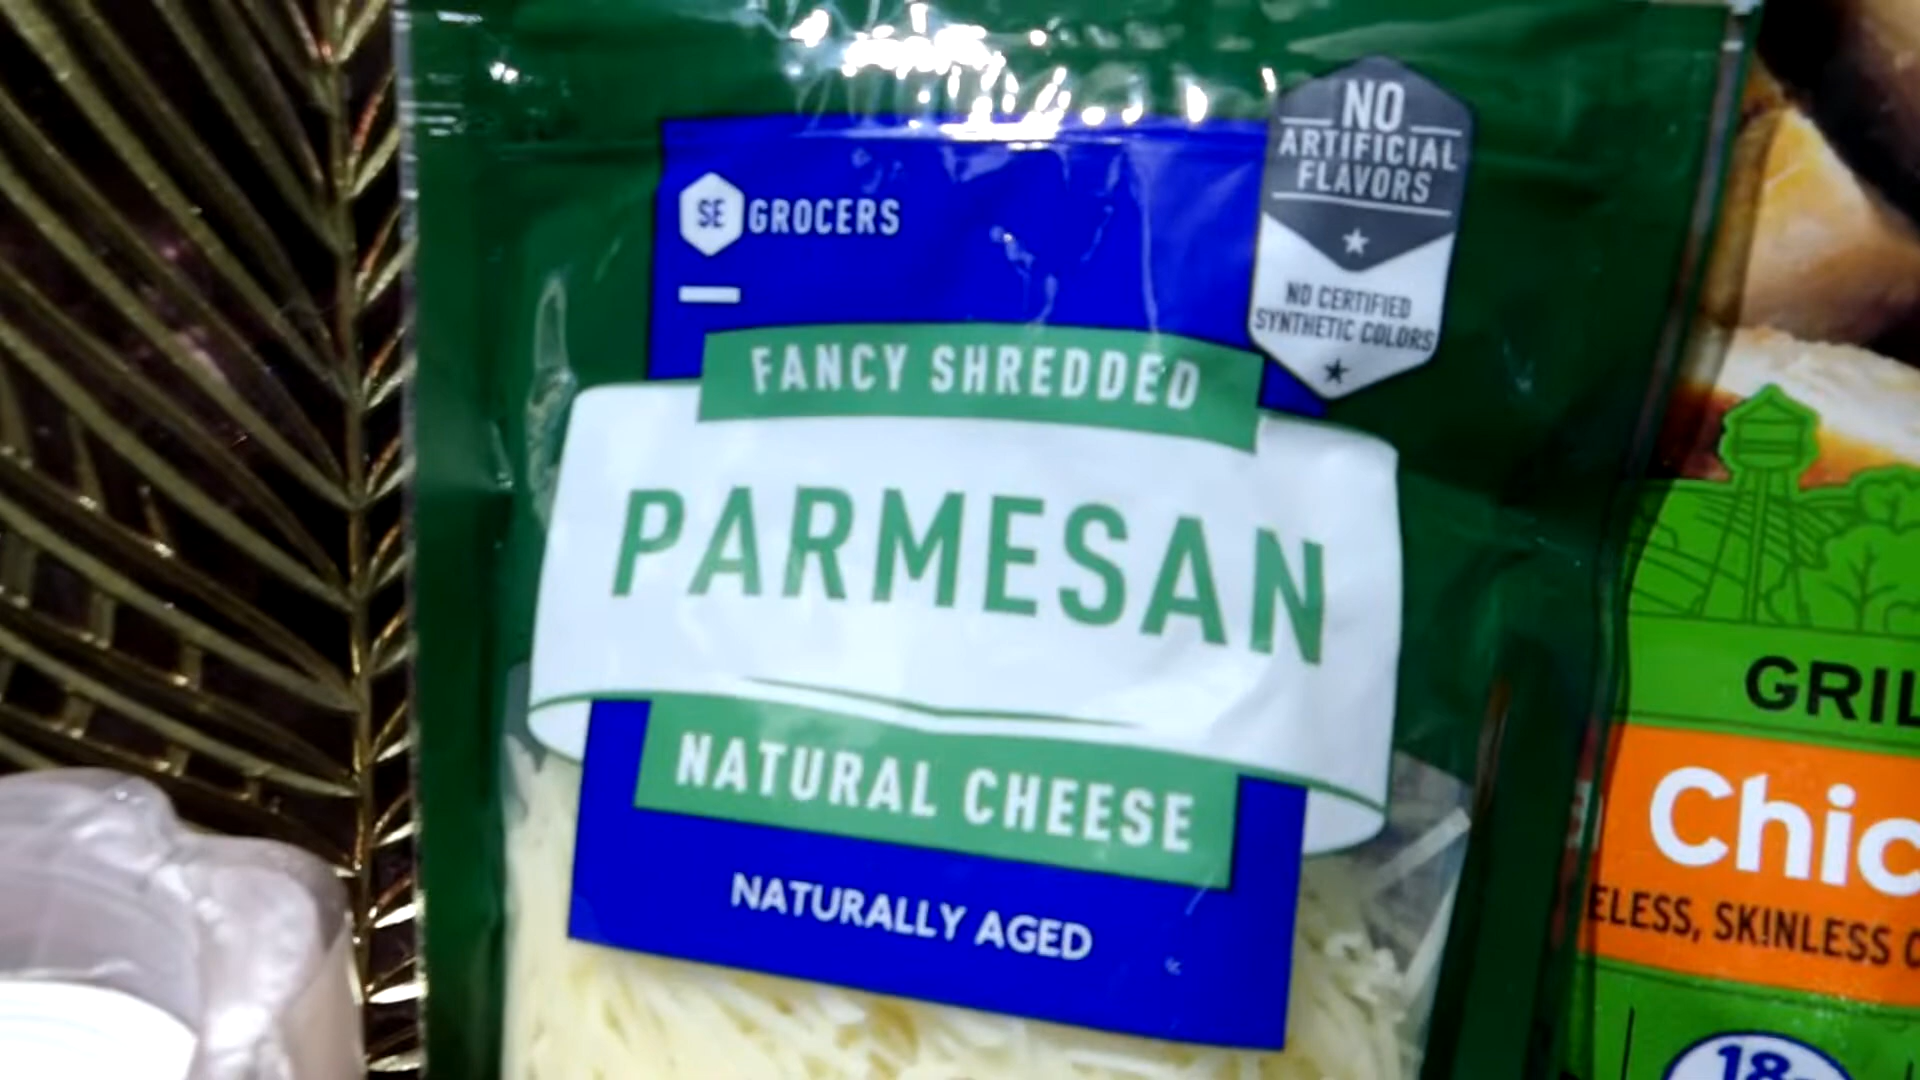 NO
ARTIFICIAL
FLAVORS
NO CERTIFIED
SYNTHETIC COLORS
SE GROCERS
FANCY SHREDDED
PARMESAN
NATURAL CHEESE
NATURALLY AGED
GRIL
Chic
ELESS, SKINLESS C
18